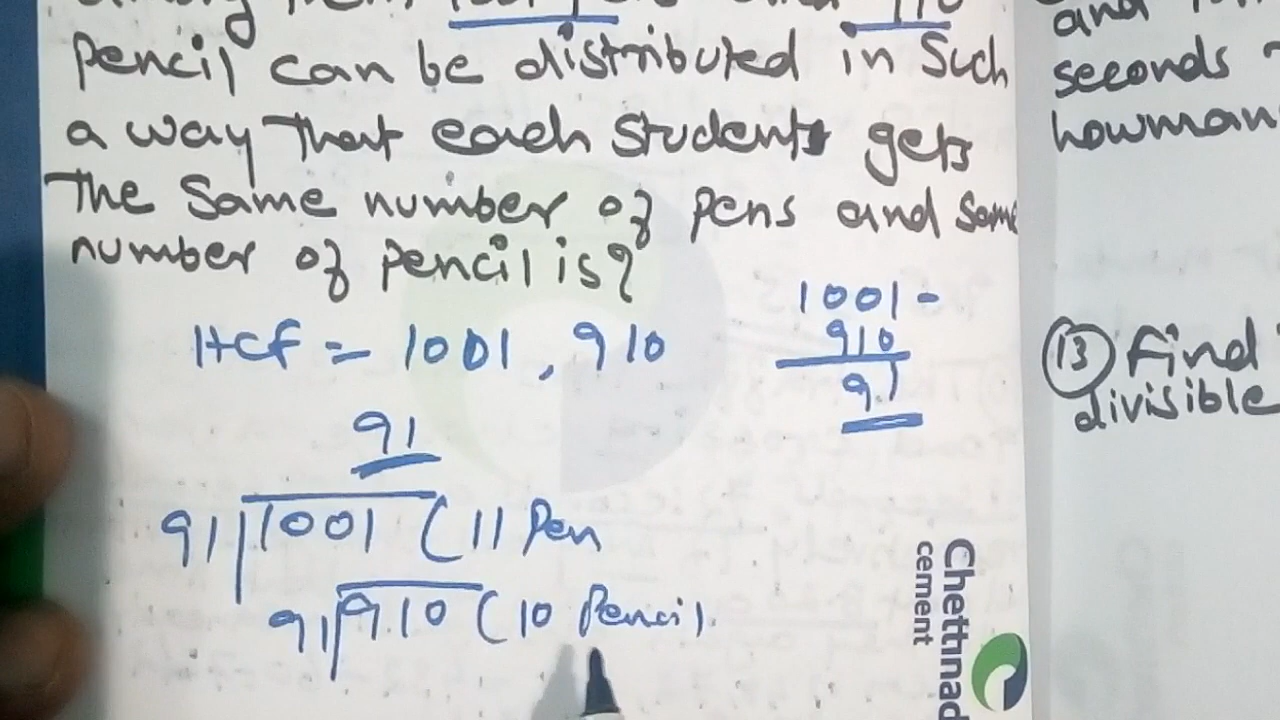 pencil can be distributed in Such
a way That each Students gets
The Same number of pens and Same
number of pencil is?
HCF = 1001, 910
1001-
910
91
91
91 1001 ( 11 Pen
91 910 ( 10 Pencil
and
seconds
howman
13 Find
divisible
Chettinad
cement